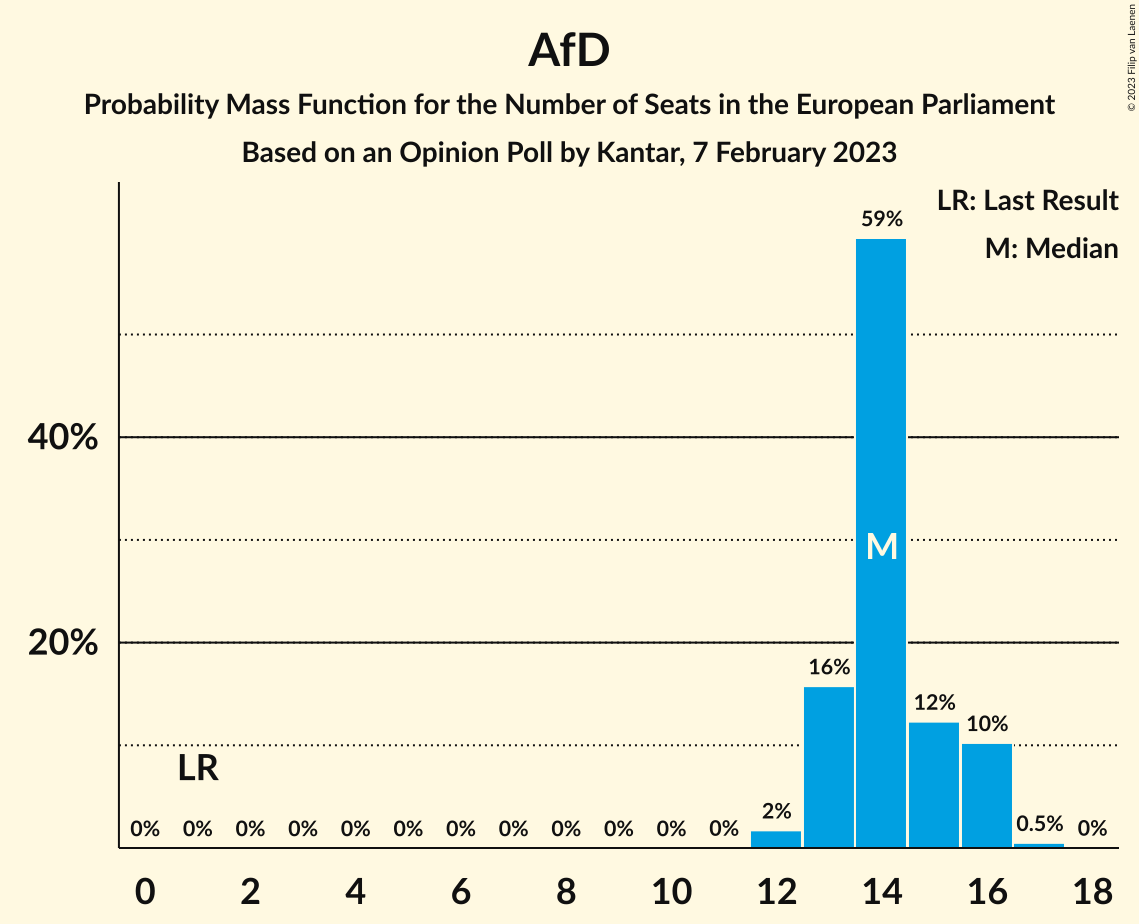 AfD
Probability Mass Function for the Number of Seats in the European Parliament
Based on an Opinion Poll by Kantar, 7 February 2023
© 2023 Filip van Laenen
LR: Last Result
M: Median
59%
40%
M
20%
16%
12%
10%
LR
0% 0% 0% 0% 0% 0% 0% 0% 0% 0% 0% 0% 2% 0.5% 0%
0 2 4 6 8 10 12 14 16 18